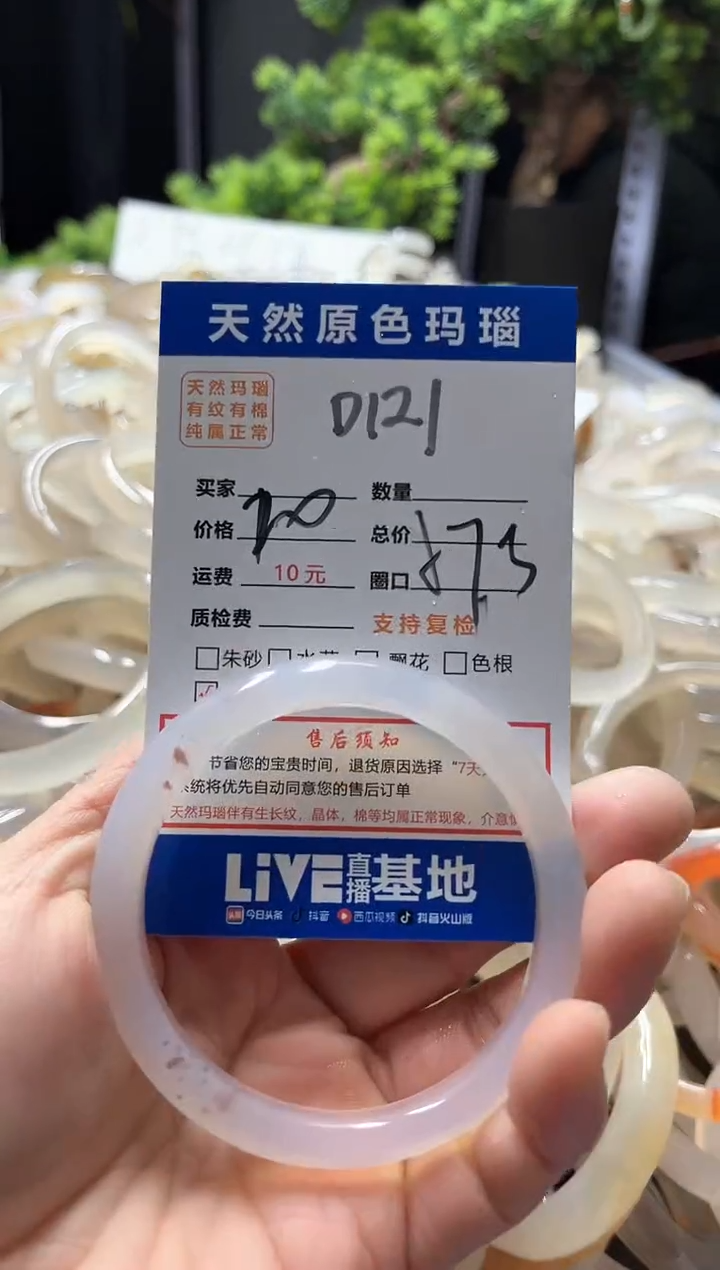 天然原色玛瑙
天然玛瑙
有纹有棉
纯属正常
D121
买家 数量
价格 总价
运费 10元 圈口
质检费 支持复检
朱砂 飘花 色根
售后须知
节省您的宝贵时间，退货原因选择“7天
统将优先自动同意您的售后订单
天然玛瑙伴有生长纹，晶体，棉等均属正常现象，介意
LiVE直播基地
今日头条 抖音 西瓜视频 抖音火山版